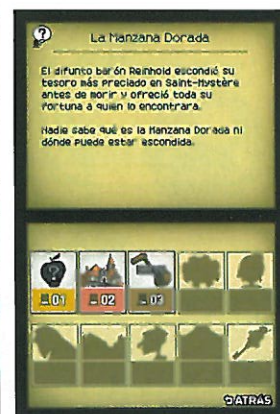 La Manzana Dorada
El difunto barón Reinhold escondió su
tesoro más preciado en Saint-Mystère
antes de morir y ofreció toda su
fortuna a quien lo encontrara.
Nadie sabe qué es la Manzana Dorada ni
dónde puede estar escondida.
01
02
03
ATRÁS